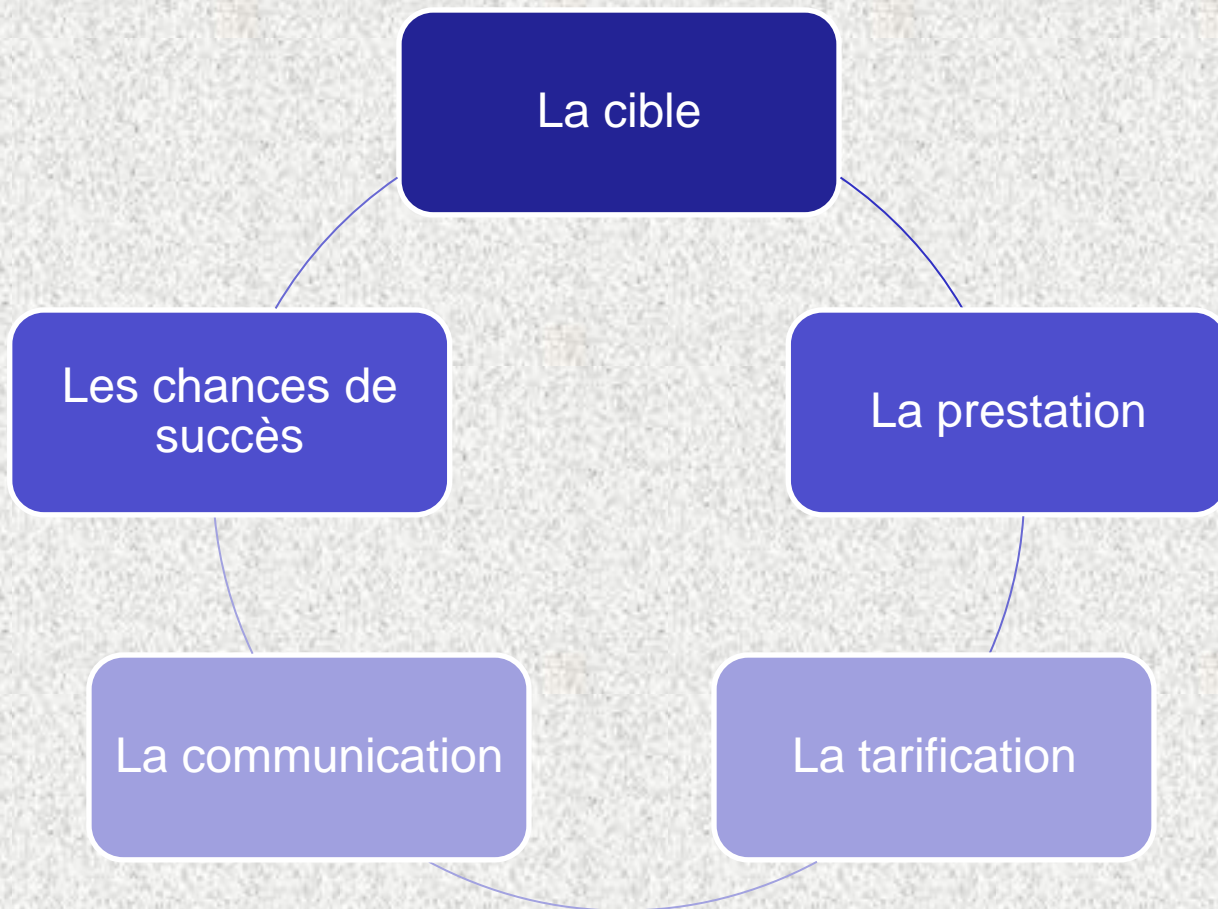 La cible
Les chances de
succès
La prestation
La communication
La tarification